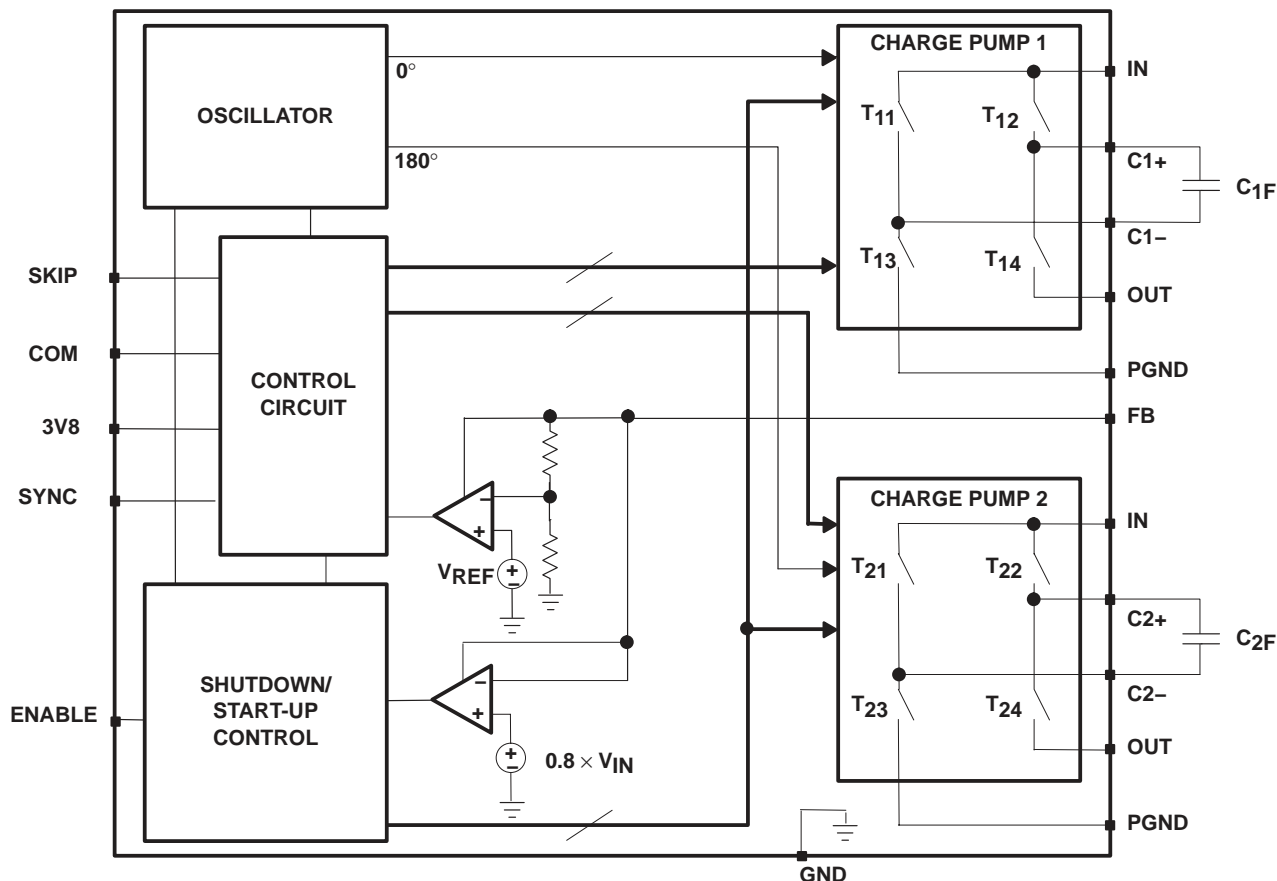 OSCILLATOR
0°
180°
CHARGE PUMP 1
T11
T12
T13
T14
IN
C1+
C1F
C1−
OUT
PGND
FB
SKIP
COM
3V8
SYNC
ENABLE
CONTROL
CIRCUIT
−
+
VREF
+
−
SHUTDOWN/
START-UP
CONTROL
−
+
+
−
0.8 × VIN
CHARGE PUMP 2
T21
T22
T23
T24
IN
C2+
C2F
C2−
OUT
PGND
GND